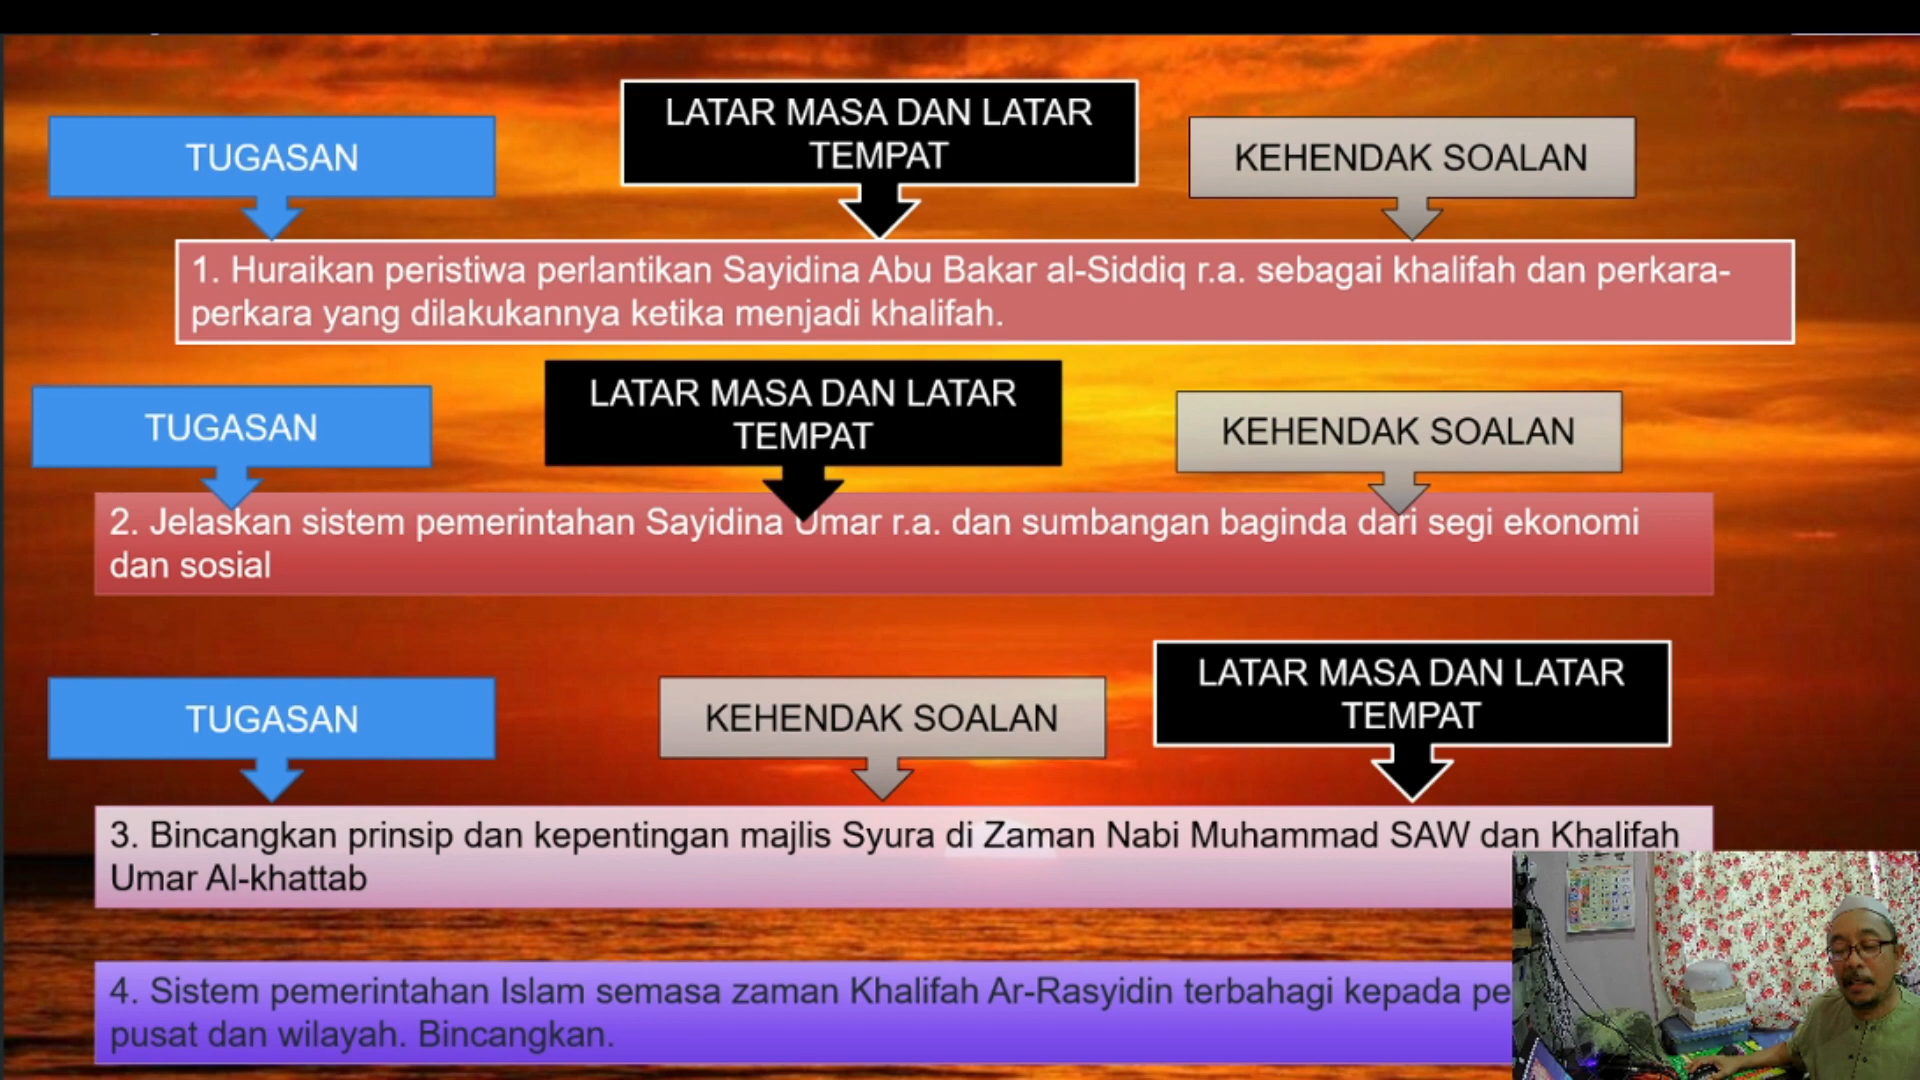 TUGASAN
LATAR MASA DAN LATAR
TEMPAT
KEHENDAK SOALAN
1. Huraikan peristiwa perlantikan Sayidina Abu Bakar al-Siddiq r.a. sebagai khalifah dan perkara-
perkara yang dilakukannya ketika menjadi khalifah.
TUGASAN
LATAR MASA DAN LATAR
TEMPAT
KEHENDAK SOALAN
2. Jelaskan sistem pemerintahan Sayidina Umar r.a. dan sumbangan baginda dari segi ekonomi
dan sosial
TUGASAN
KEHENDAK SOALAN
LATAR MASA DAN LATAR
TEMPAT
3. Bincangkan prinsip dan kepentingan majlis Syura di Zaman Nabi Muhammad SAW dan Khalifah
Umar Al-khattab
4. Sistem pemerintahan Islam semasa zaman Khalifah Ar-Rasyidin terbahagi kepada
pusat dan wilayah. Bincangkan.